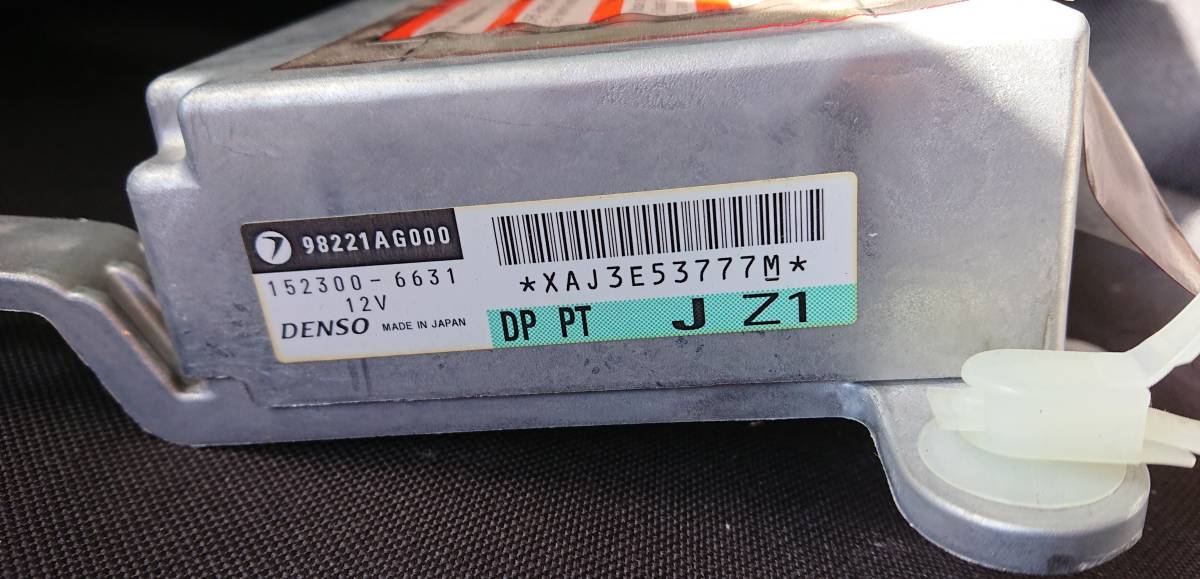 98221AG000
152300-6631
12V
DENSO MADE IN JAPAN
*XAJ3E53777M*
DP PT J Z1